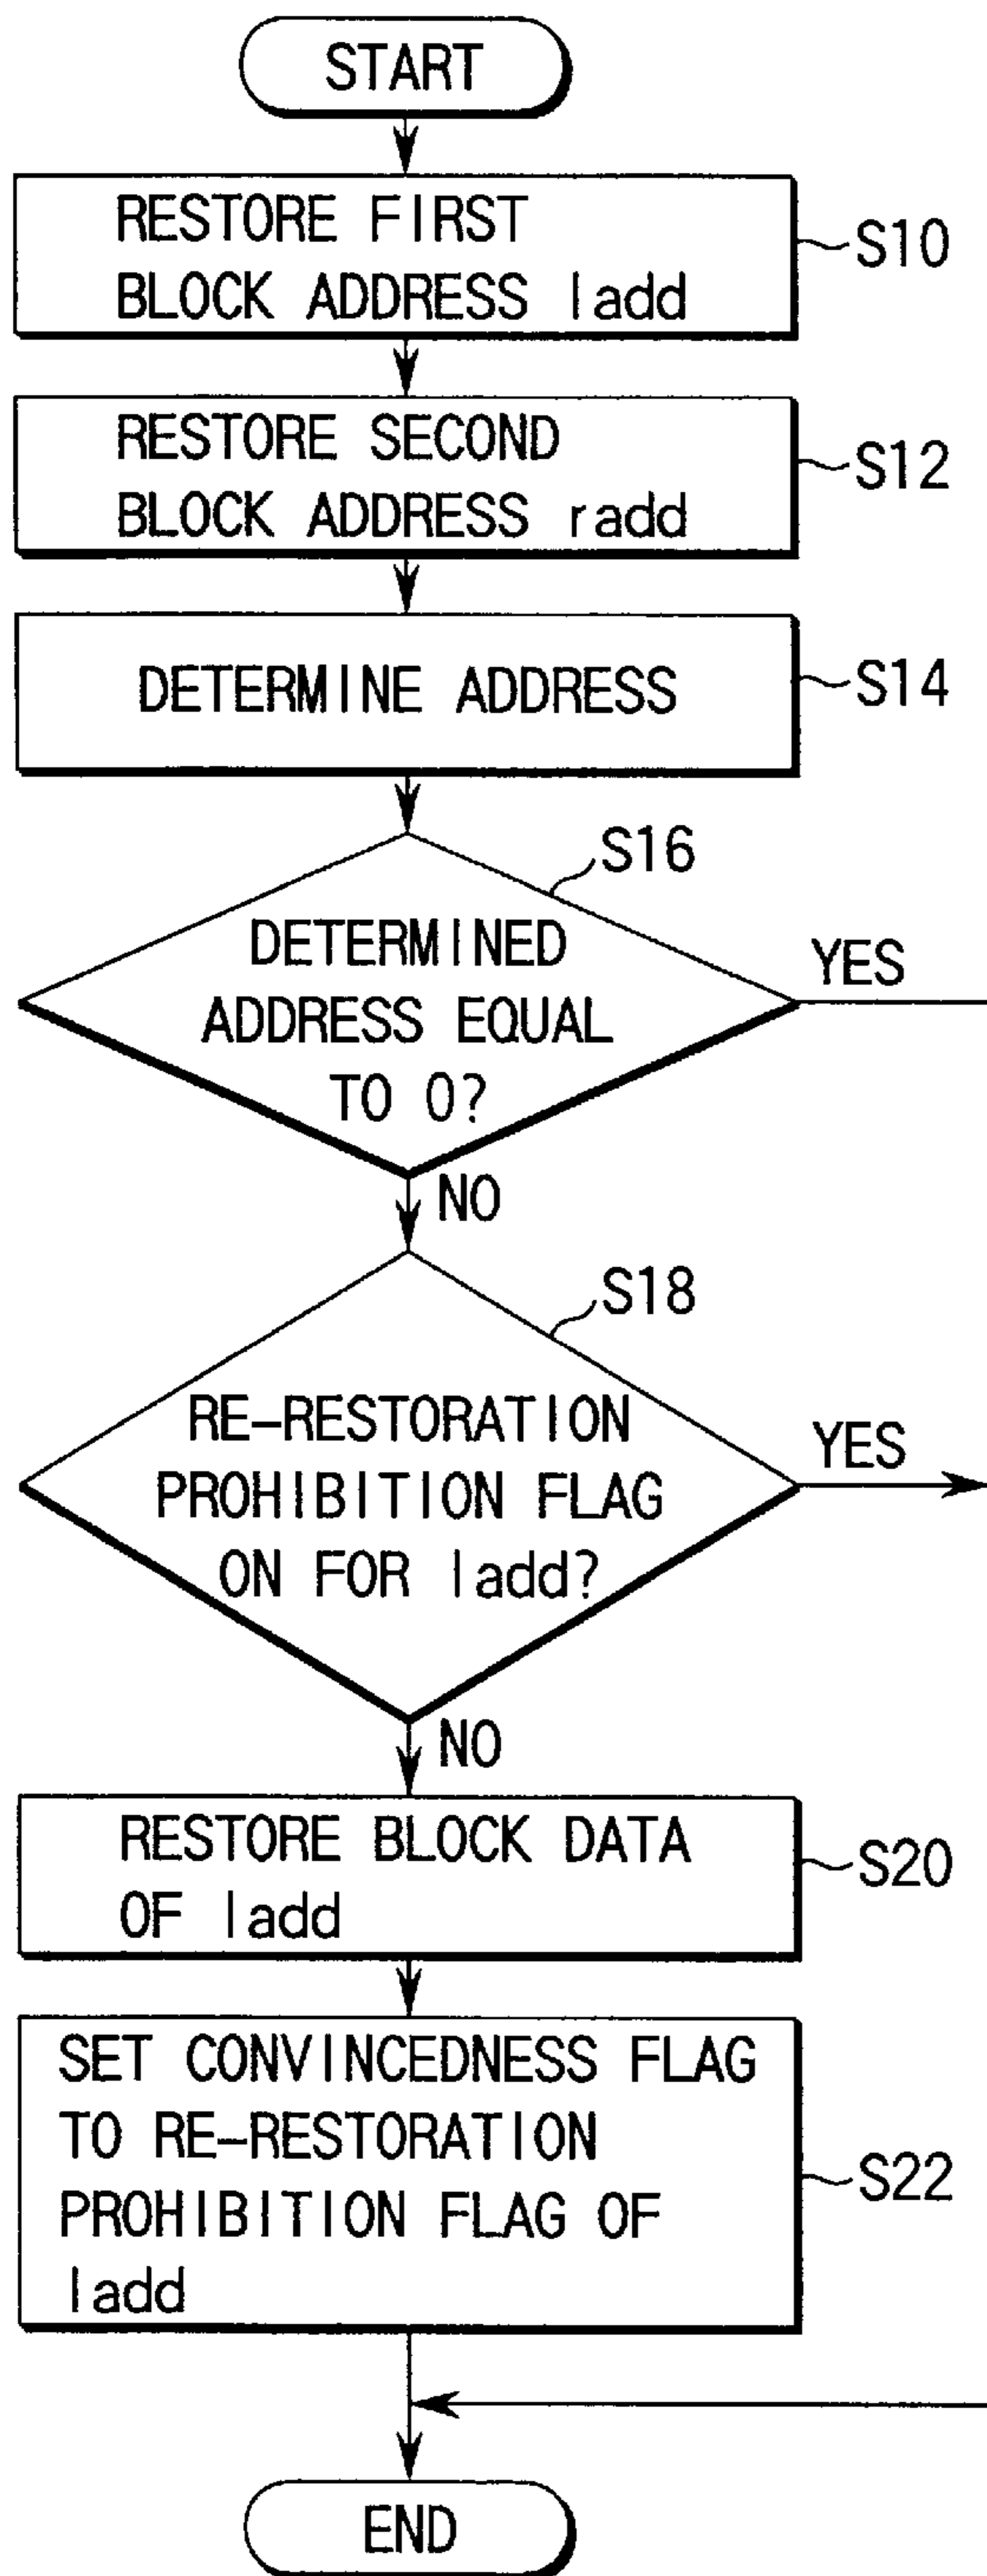 START
RESTORE FIRST
BLOCK ADDRESS ladd
S10
RESTORE SECOND
BLOCK ADDRESS radd
S12
DETERMINE ADDRESS
S14
S16
DETERMINED
ADDRESS EQUAL
TO 0?
YES
NO
S18
RE-RESTORATION
PROHIBITION FLAG
ON FOR ladd?
YES
NO
RESTORE BLOCK DATA
OF ladd
S20
SET CONVINCEDNESS FLAG
TO RE-RESTORATION
PROHIBITION FLAG OF
ladd
S22
END